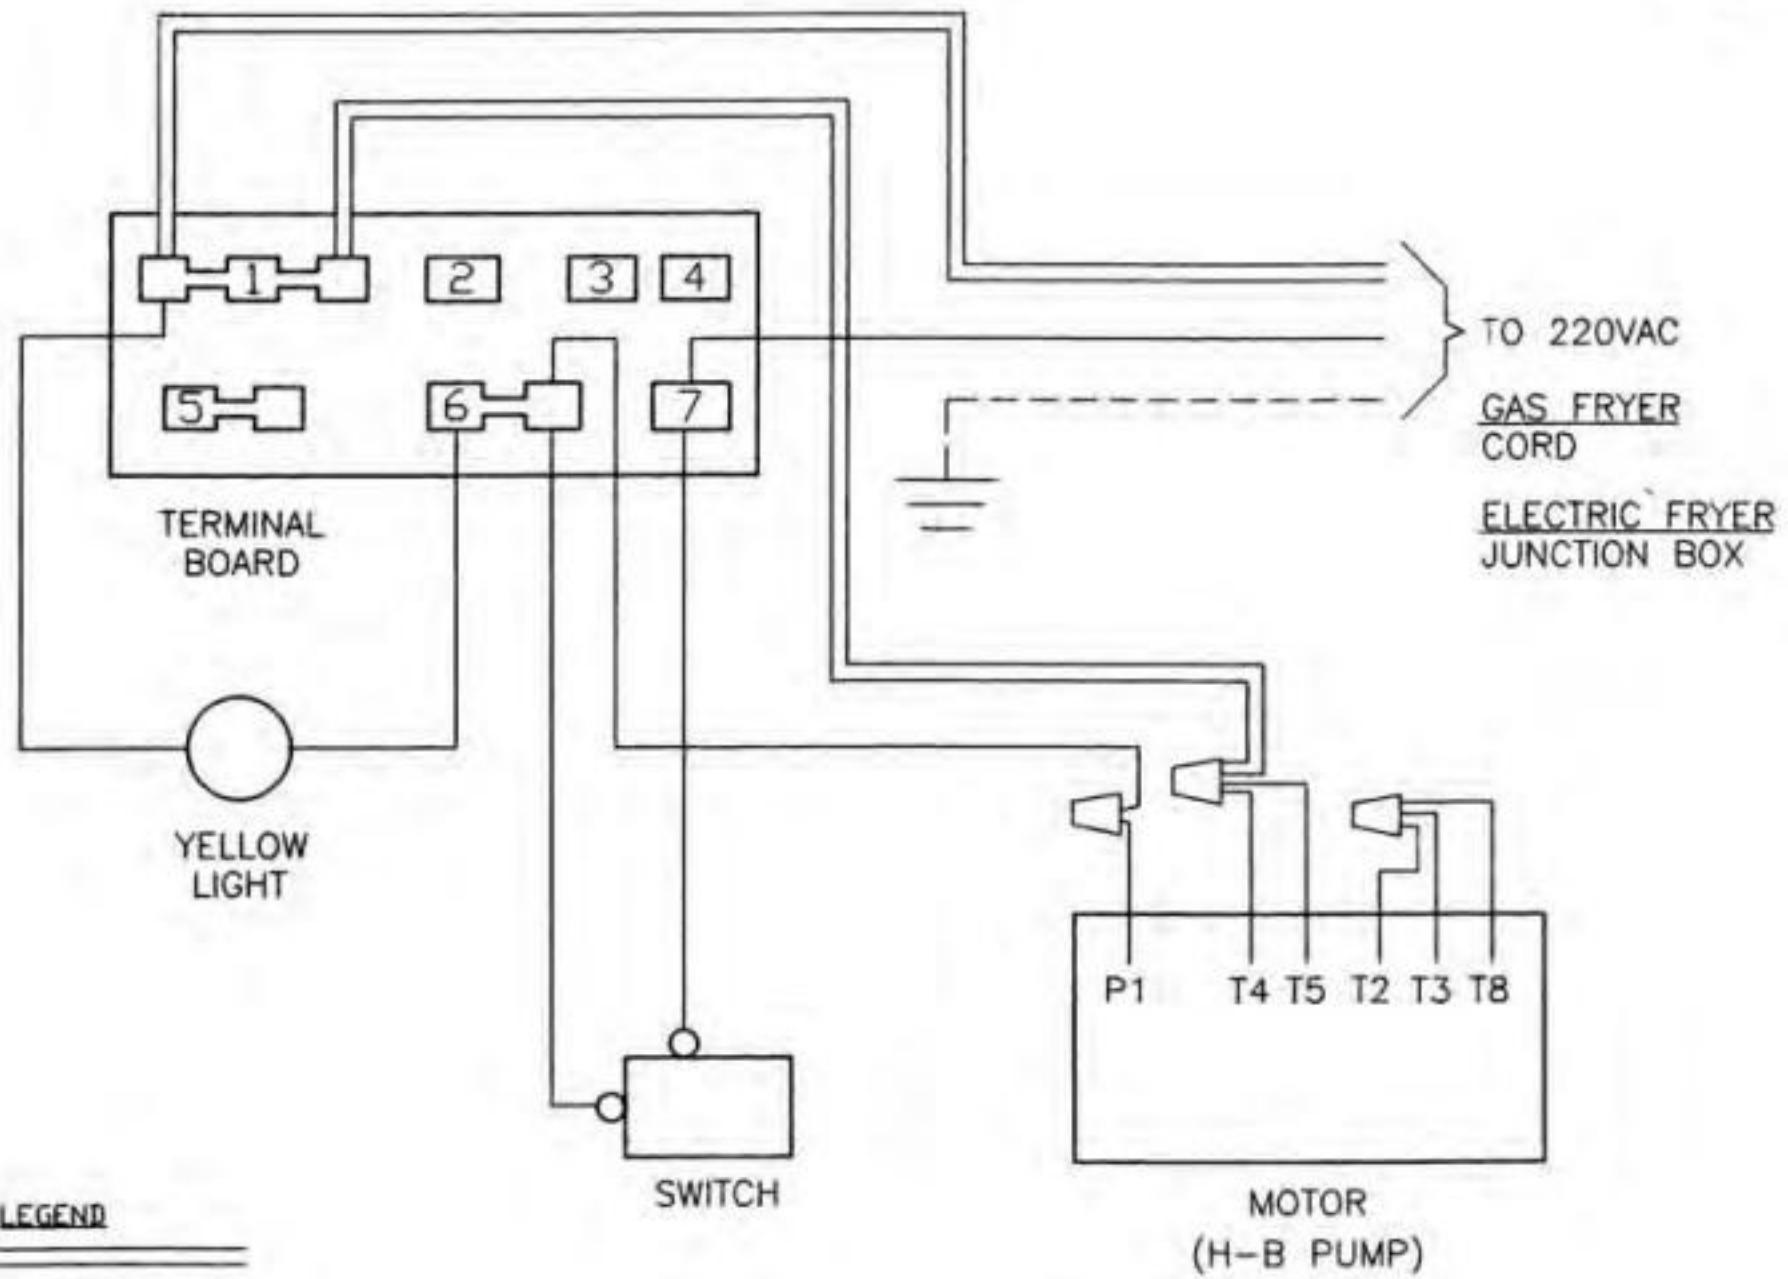 1
2
3
4
TO 220VAC
5
6
7
GAS FRYER
CORD
ELECTRIC FRYER
JUNCTION BOX
TERMINAL
BOARD
YELLOW
LIGHT
P1 T4 T5 T2 T3 T8
SWITCH
MOTOR
(H-B PUMP)
LEGEND